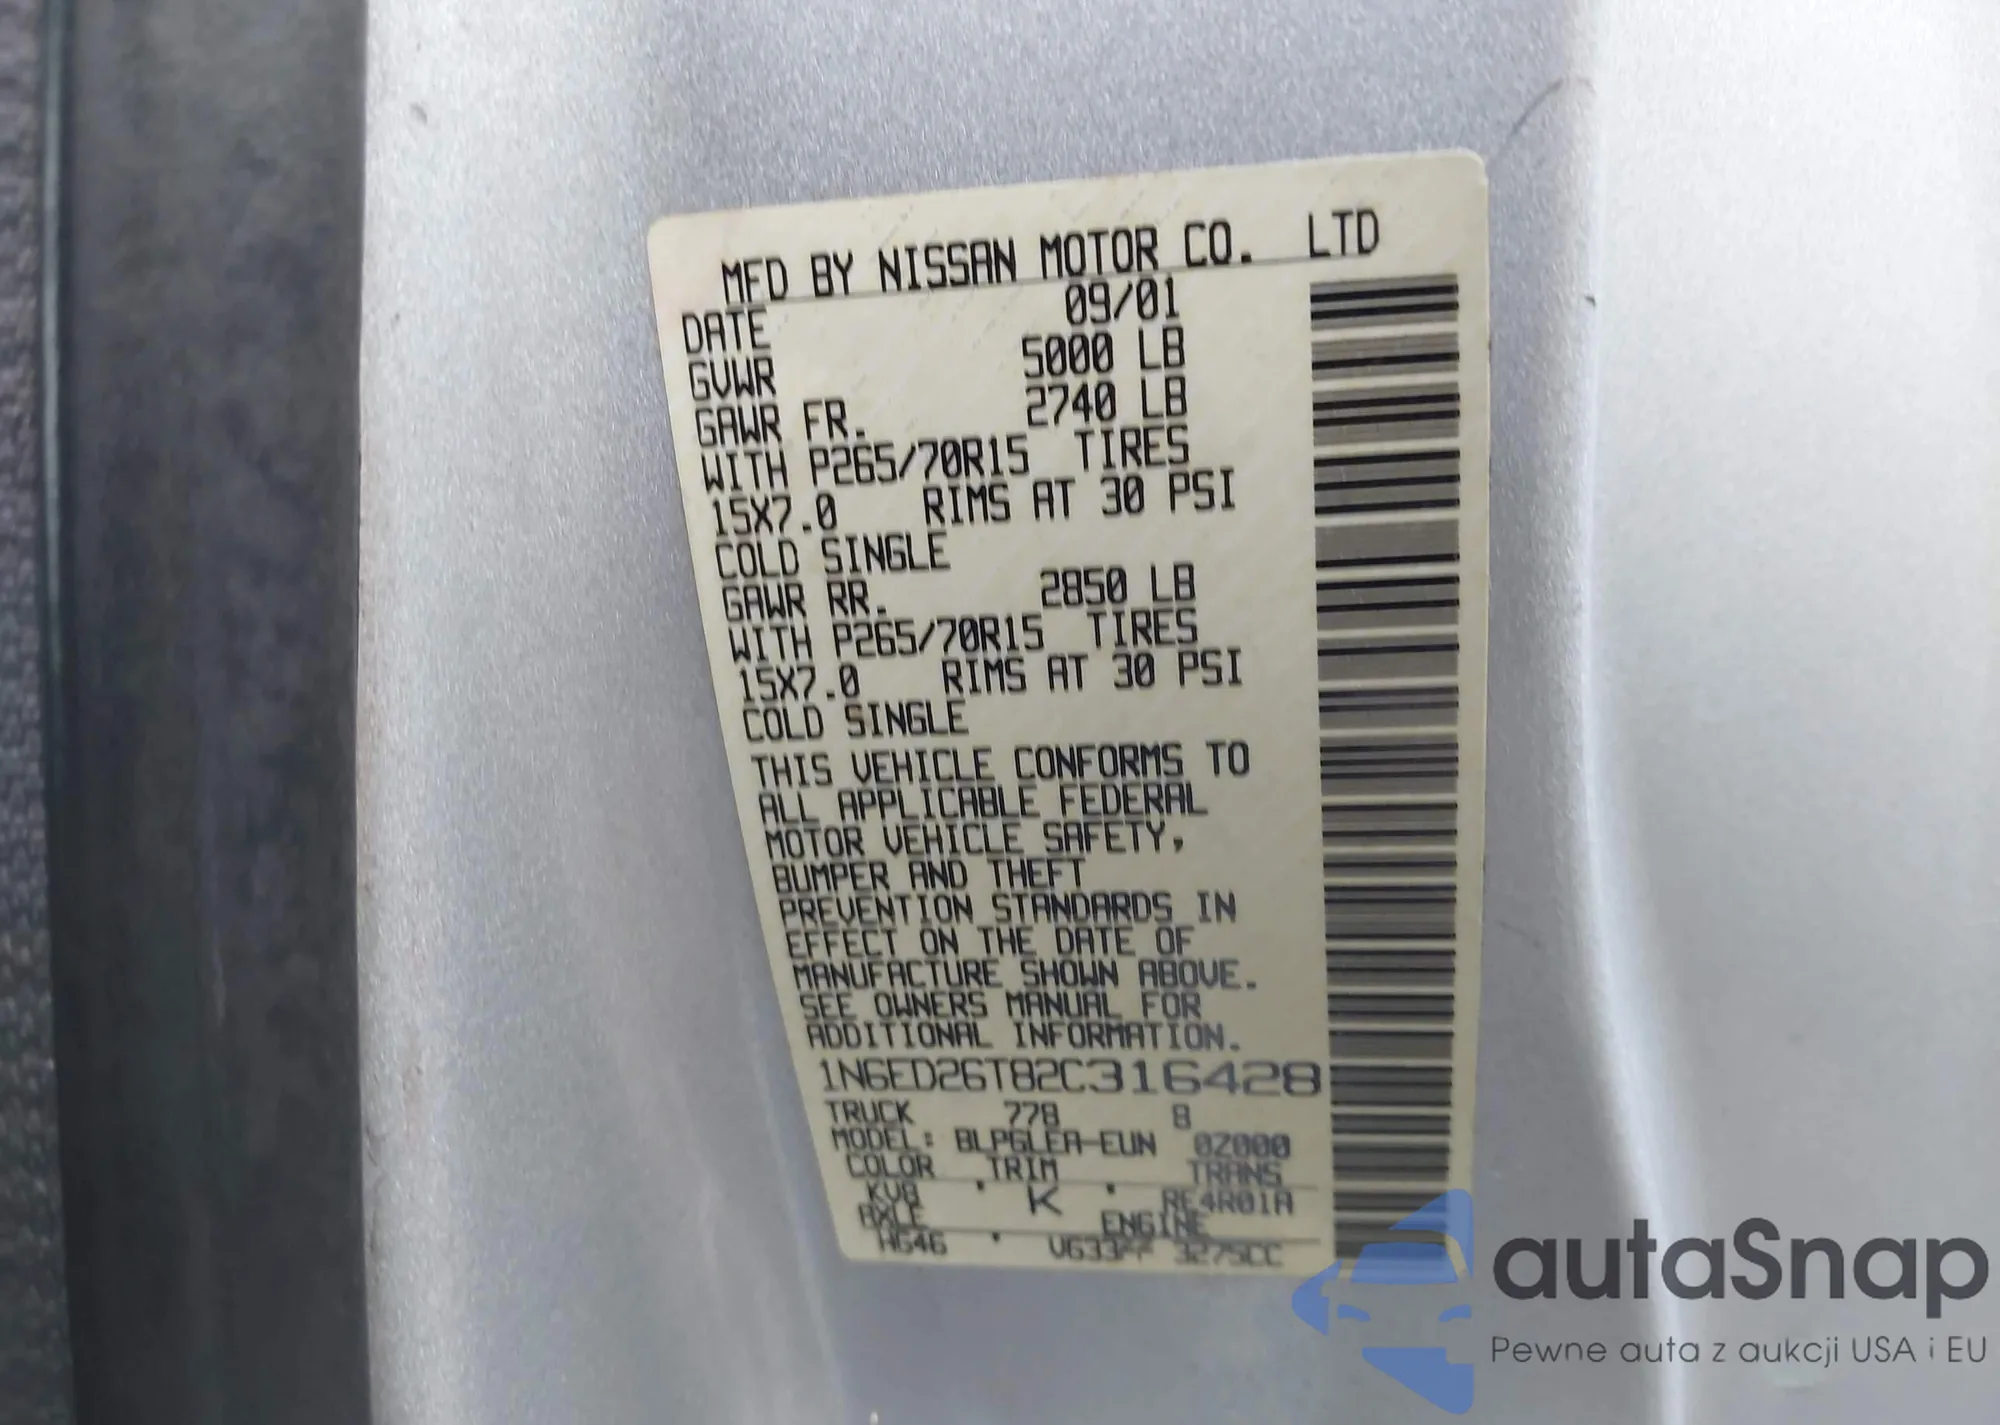 MFD BY NISSAN MOTOR CO. LTD
DATE 09/01
GVWR 5000 LB
GAWR FR. 2740 LB
WITH P265/70R15 TIRES
15X7.0 RIMS AT 30 PSI
COLD SINGLE
GAWR RR. 2850 LB
WITH P265/70R15 TIRES
15X7.0 RIMS AT 30 PSI
COLD SINGLE
THIS VEHICLE CONFORMS TO
ALL APPLICABLE FEDERAL
MOTOR VEHICLE SAFETY,
BUMPER AND THEFT
PREVENTION STANDARDS IN
EFFECT ON THE DATE OF
MANUFACTURE SHOWN ABOVE.
SEE OWNERS MANUAL FOR
ADDITIONAL INFORMATION.
1N6ED26T82C316428
TRUCK 778 8
MODEL: BLPGLEA-EUN 0Z000
COLOR TRIM TRANS
KV8 K RE4R01A
AXLE ENGINE
HG46 3275CC
autaSnap
Pewne auta z aukcji USA i EU